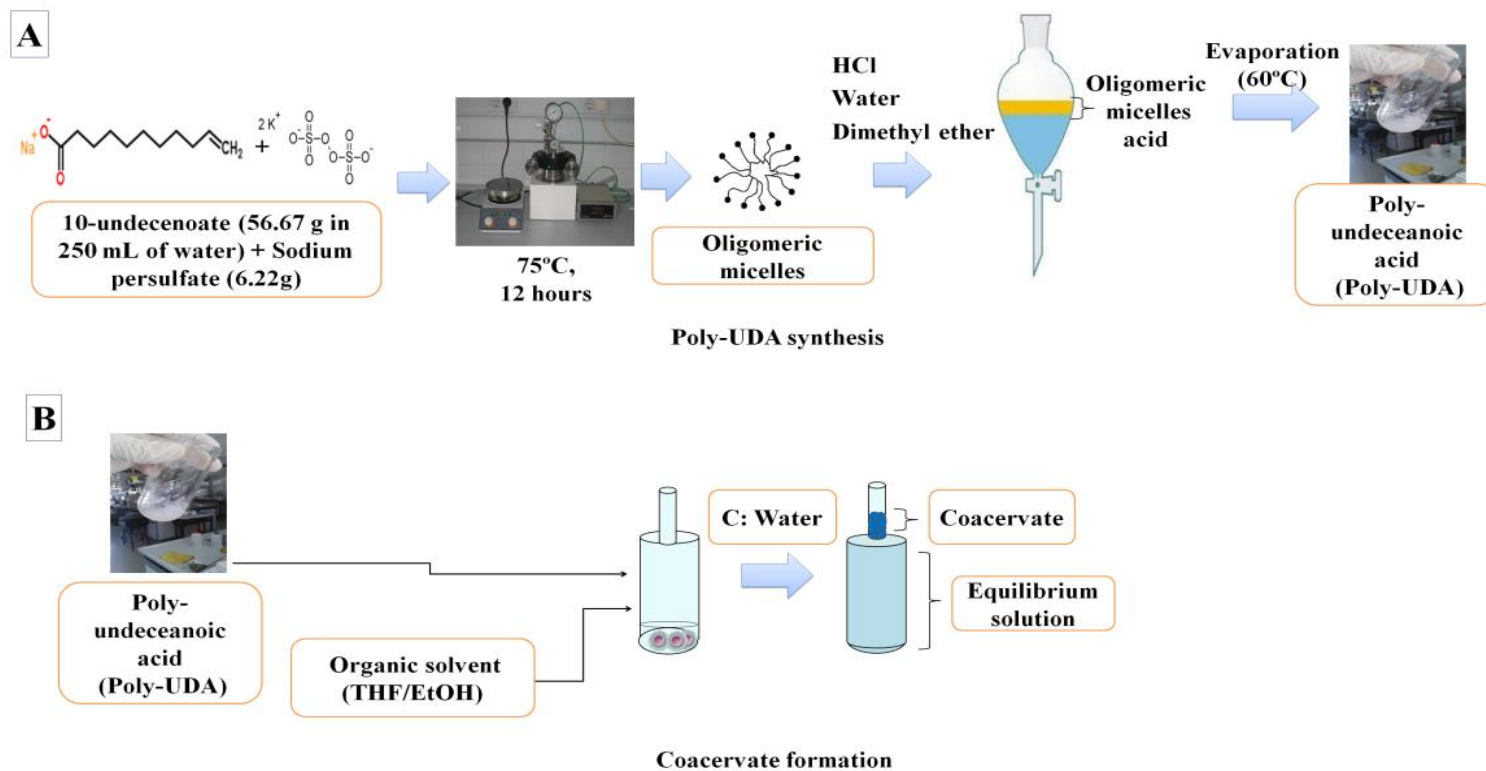 A
Na
+
O
-
O
CH₂
+
2 K⁺
O
O
O
-O-S-O
O
O-S-O-
O
O
10-undecenoate (56.67 g in
250 mL of water) + Sodium
persulfate (6.22g)
75ºC,
12 hours
Oligomeric
micelles
HCl
Water
Dimethyl ether
Oligomeric
micelles
acid
Evaporation
(60ºC)
Poly-
undeceanoic
acid
(Poly-UDA)
Poly-UDA synthesis
B
Poly-
undeceanoic
acid
(Poly-UDA)
Organic solvent
(THF/EtOH)
C: Water
Coacervate
Equilibrium
solution
Coacervate formation